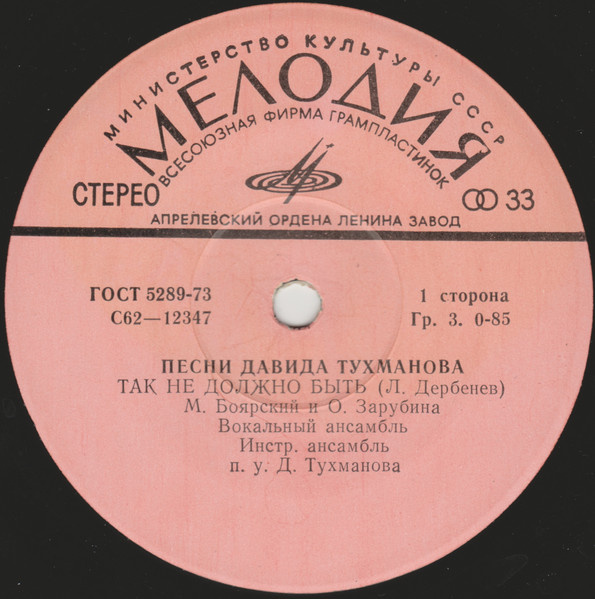 МИНИСТЕРСТВО КУЛЬТУРЫ СССР
МЕЛОДИЯ
ВСЕСОЮЗНАЯ ФИРМА ГРАМПЛАСТИНОК
СТЕРЕО
33
АПРЕЛЕВСКИЙ ОРДЕНА ЛЕНИНА ЗАВОД
ГОСТ 5289-73
1 сторона
С62—12347
Гр. 3. 0-85
ПЕСНИ ДАВИДА ТУХМАНОВА
ТАК НЕ ДОЛЖНО БЫТЬ (Л. Дербенев)
М. Боярский и О. Зарубина
Вокальный ансамбль
Инстр. ансамбль
п. у. Д. Тухманова